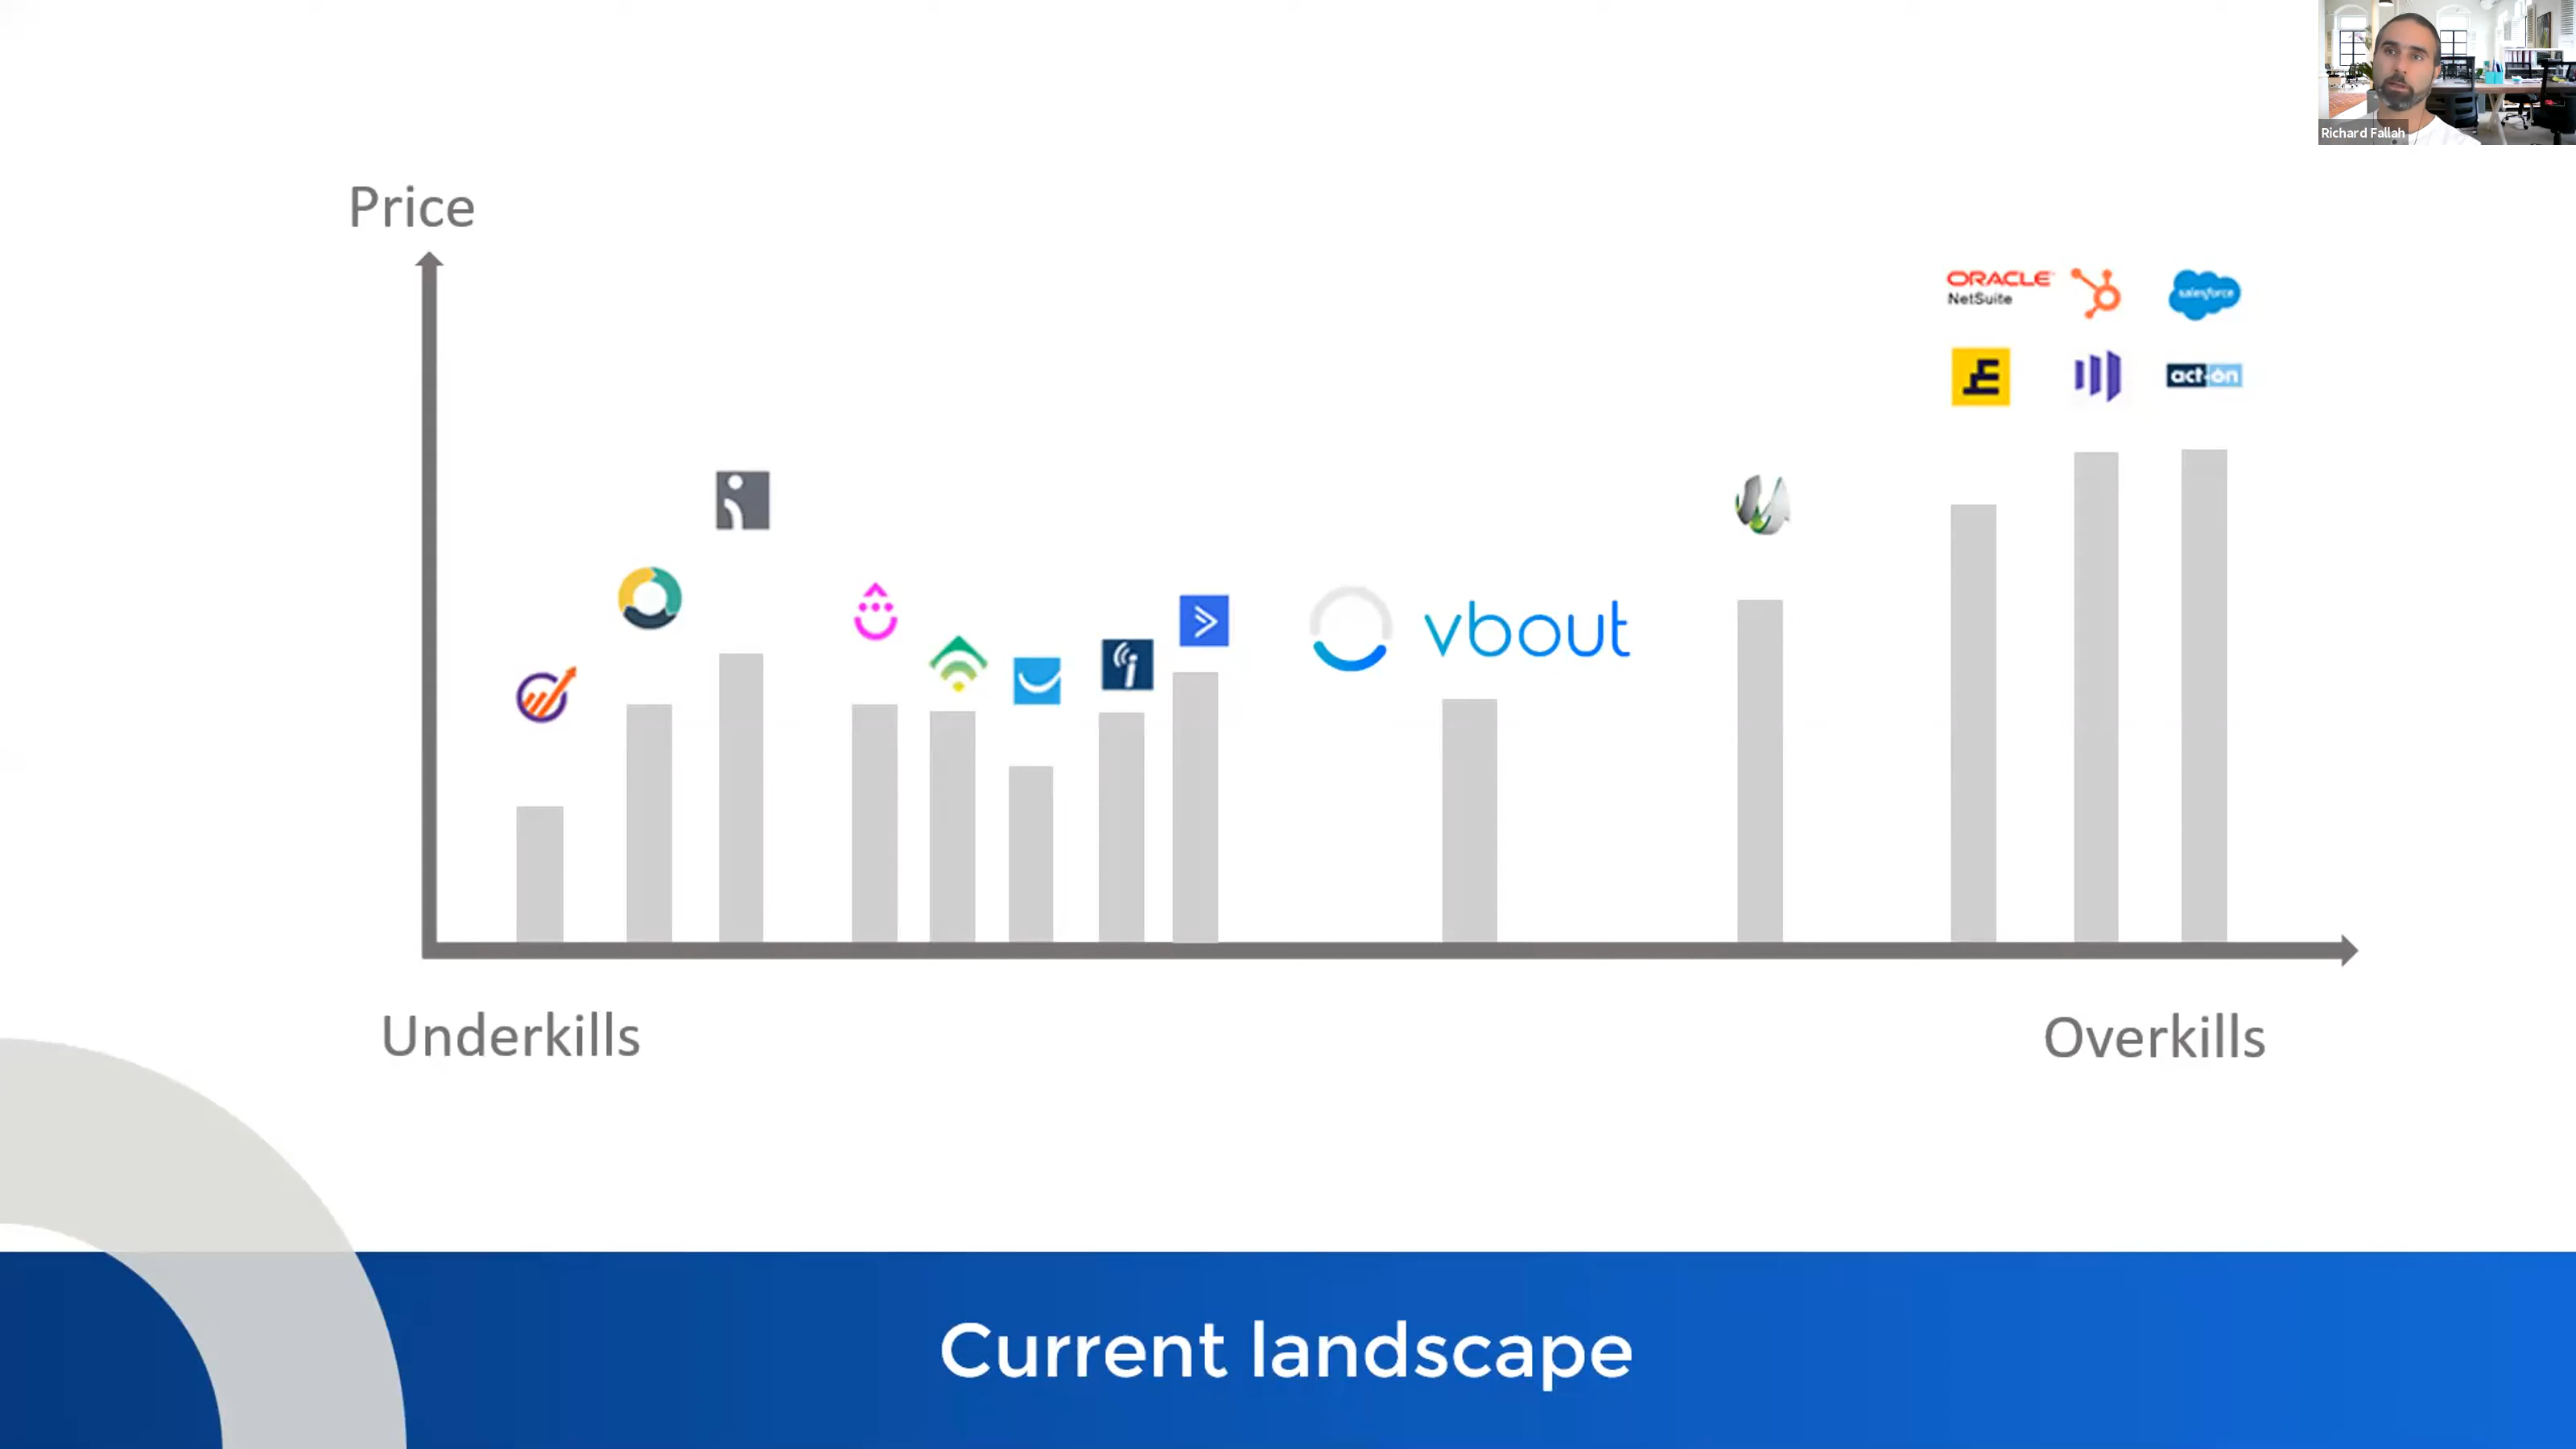 Richard Fallah
Price
ORACLE
NetSuite
salesforce
act-on
vbout
Underkills
Overkills
Current landscape